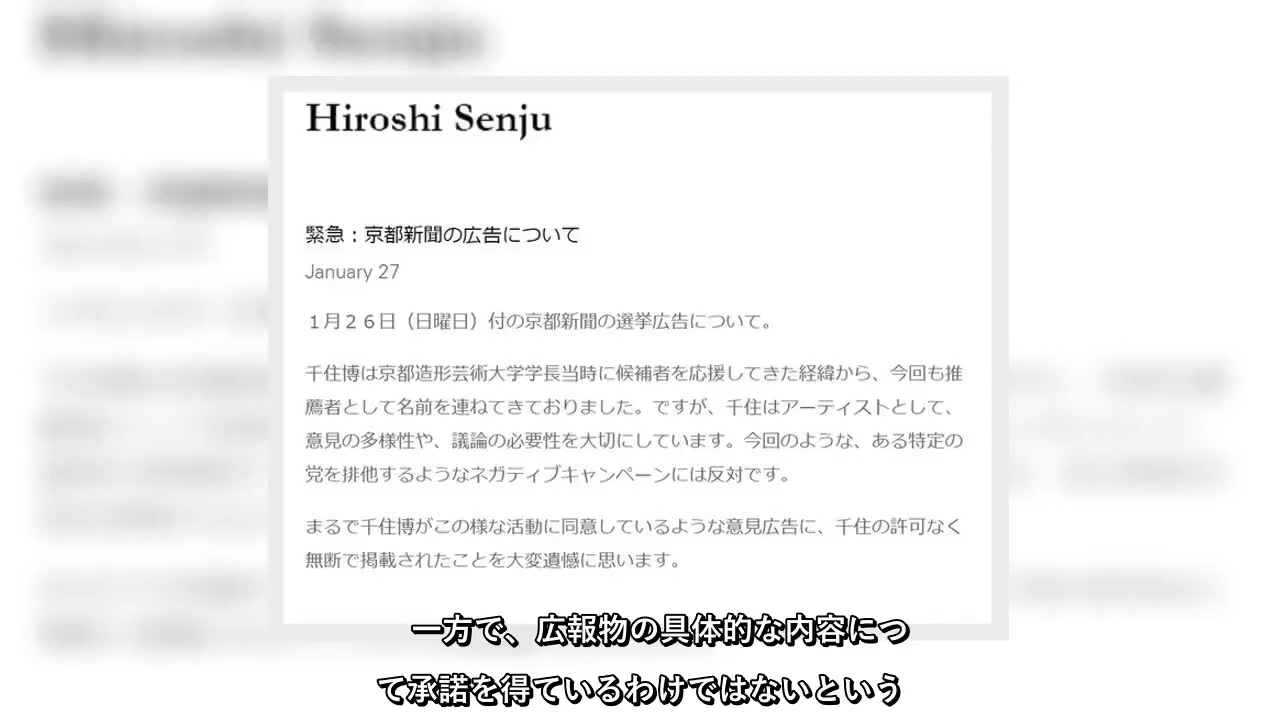 Hiroshi Senju
緊急：京都新聞の広告について
January 27
１月２６日（日曜日）付の京都新聞の選挙広告について。
千住博は京都造形芸術大学学長当時に候補者を応援してきた経緯から、今回も推
薦者として名前を連ねてきておりました。ですが、千住はアーティストとして、
意見の多様性や、議論の必要性を大切にしています。今回のような、ある特定の
党を排他するようなネガティブキャンペーンには反対です。
まるで千住博がこの様な活動に同意しているような意見広告に、千住の許可なく
無断で掲載されたことを大変遺憾に思います。
一方で、広報物の具体的な内容につ
て承諾を得ているわけではないという